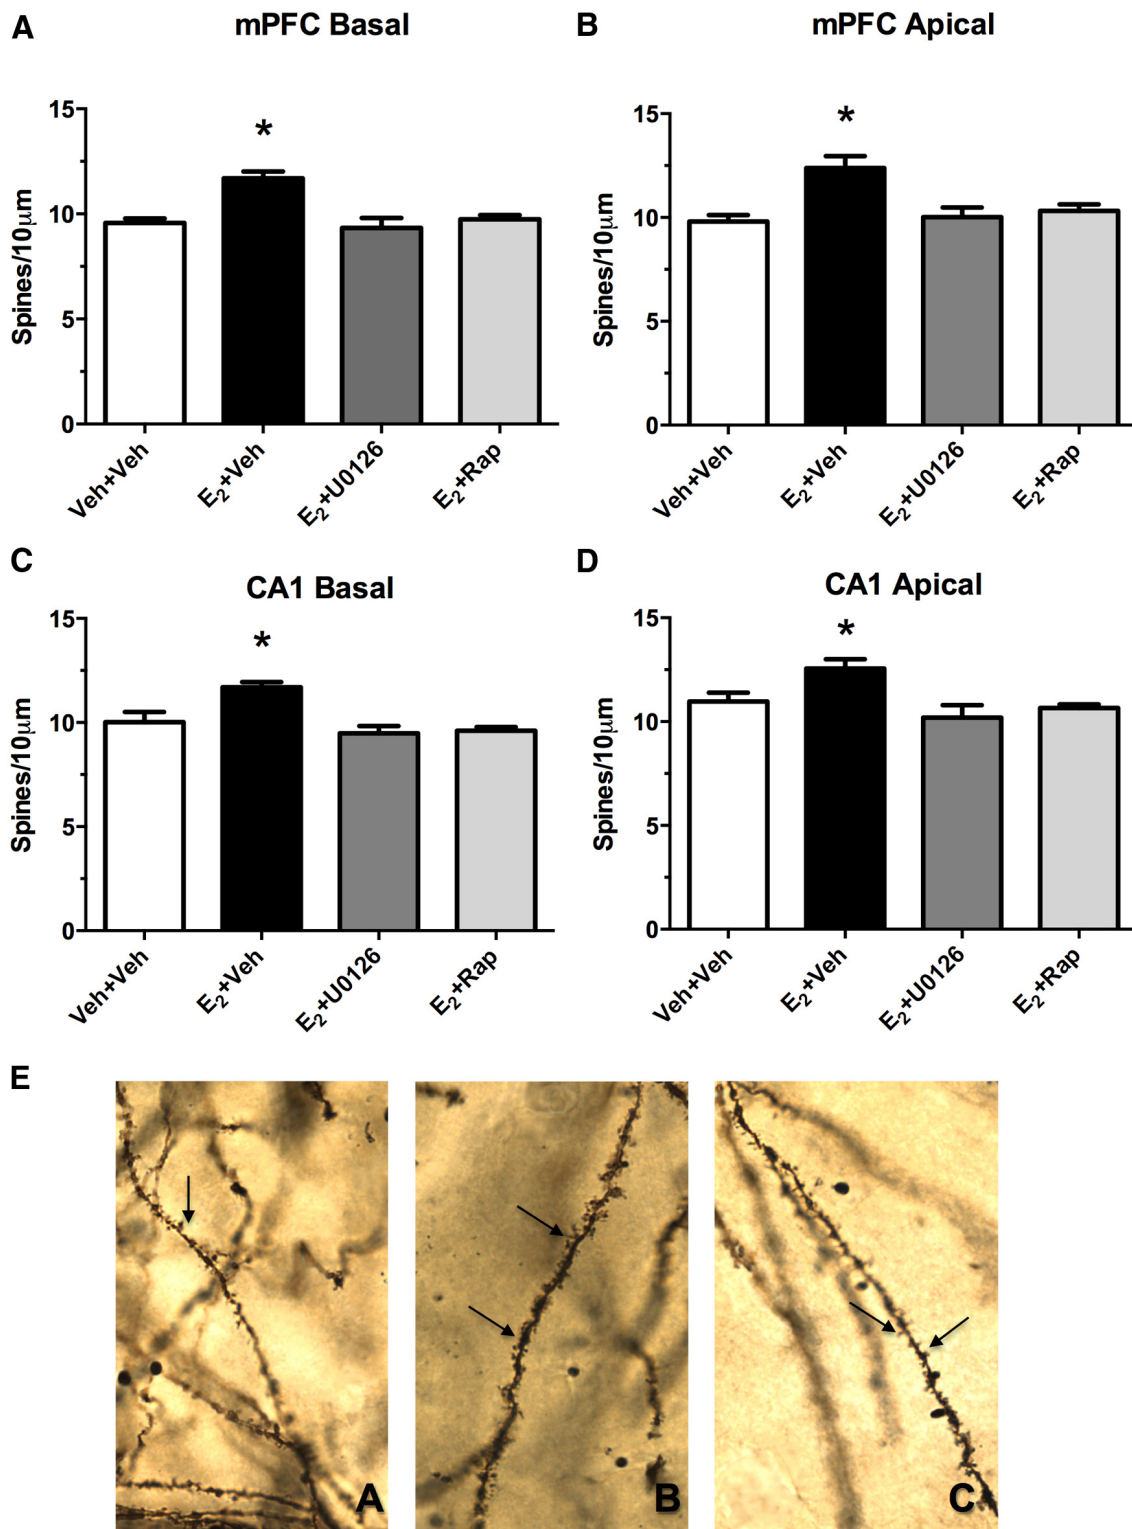 A
mPFC Basal
15
10
5
0
Spines/10μm
*
Veh+Veh
E₂+Veh
E₂+U0126
E₂+Rap
B
mPFC Apical
15
10
5
0
Spines/10μm
*
Veh+Veh
E₂+Veh
E₂+U0126
E₂+Rap
C
CA1 Basal
15
10
5
0
Spines/10μm
*
Veh+Veh
E₂+Veh
E₂+U0126
E₂+Rap
D
CA1 Apical
15
10
5
0
Spines/10μm
*
Veh+Veh
E₂+Veh
E₂+U0126
E₂+Rap
E
A
B
C